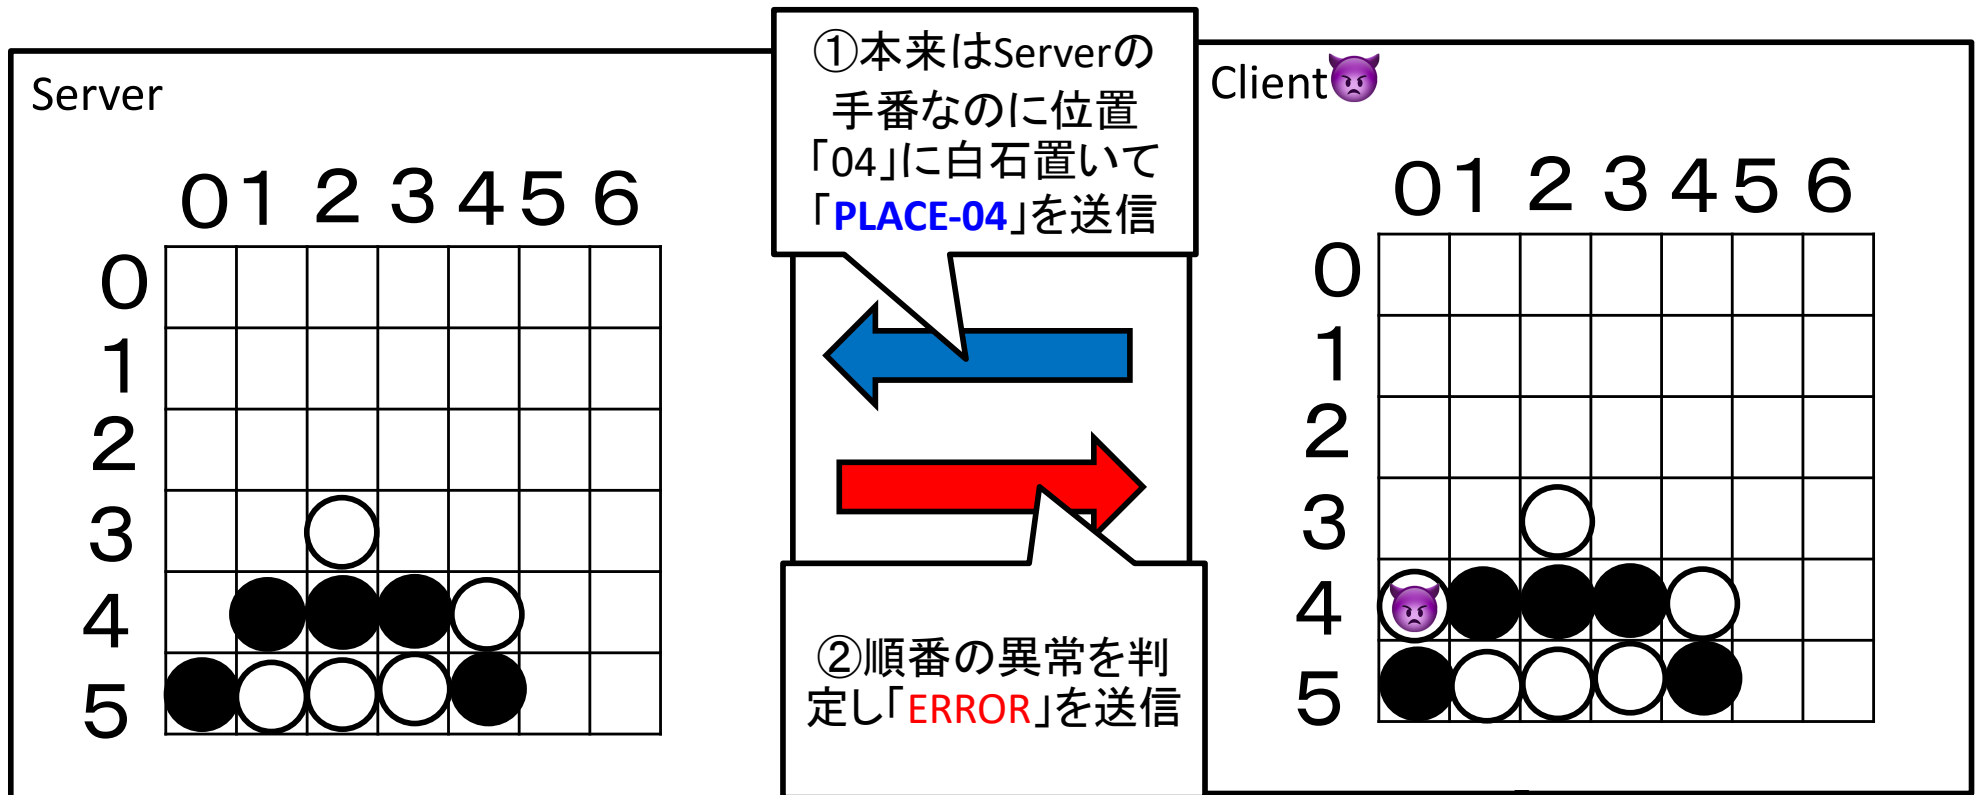 Server
0 1 2 3 4 5 6
0
1
2
3
4
5
①本来はServerの
手番なのに位置
「04」に白石置いて
「PLACE-04」を送信
②順番の異常を判
定し「ERROR」を送信
Client😈
0 1 2 3 4 5 6
0
1
2
3
4
5